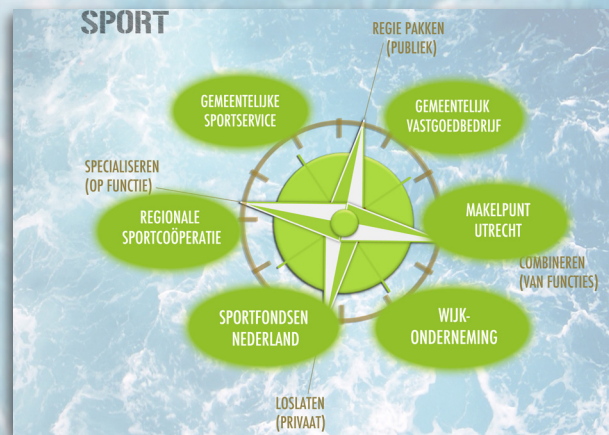 SPORT
REGIE PAKKEN
(PUBLIEK)
GEMEENTELIJKE
SPORTSERVICE
GEMEENTELIJK
VASTGOEDBEDRIJF
SPECIALISEREN
(OP FUNCTIE)
REGIONALE
SPORTCOÖPERATIE
MAKELPUNT
UTRECHT
COMBINEREN
(VAN FUNCTIES)
SPORTFONDSEN
NEDERLAND
WIJK-
ONDERNEMING
LOSLATEN
(PRIVAAT)